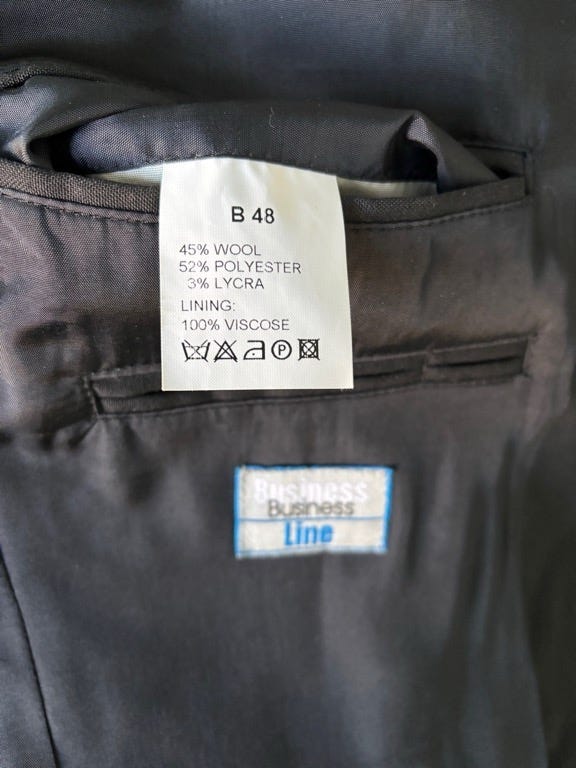 B 48
45% WOOL
52% POLYESTER
3% LYCRA
LINING:
100% VISCOSE
P
Business
Business
Line